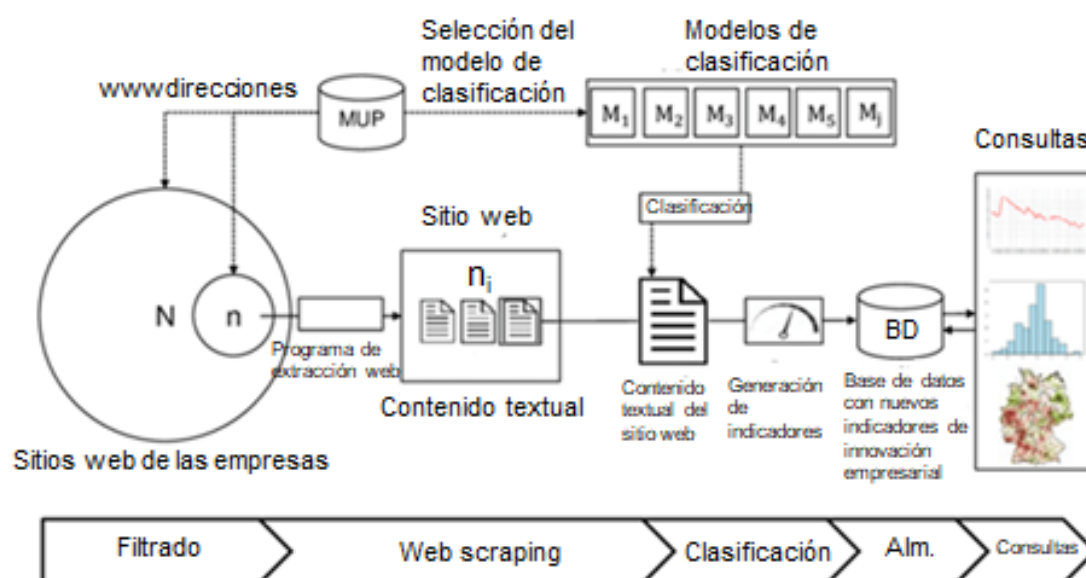 Selección del
modelo de
clasificación
Modelos de
clasificación
wwwdirecciones
MUP
M₁ M₂ M₃ M₄ M₅ Mⱼ
Consultas
Clasificación
Sitio web
nᵢ
N
n
BD
Programa de
extracción web
Contenido textual
Contenido
textual del
sitio web
Generación
de
indicadores
Base de datos
con nuevos
indicadores de
innovación
empresarial
Sitios web de las empresas
Filtrado
Web scraping
Clasificación
Alm.
Consultas